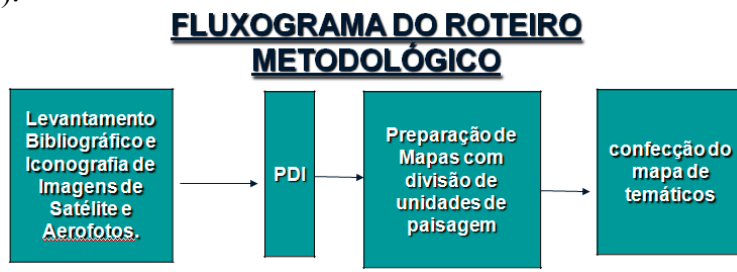 ).
FLUXOGRAMA DO ROTEIRO
METODOLÓGICO
Levantamento
Bibliográfico e
Iconografia de
Imagens de
Satélite e
Aerofotos.
PDI
Preparação de
Mapas com
divisão de
unidades de
paisagem
confecção do
mapa de
temáticos